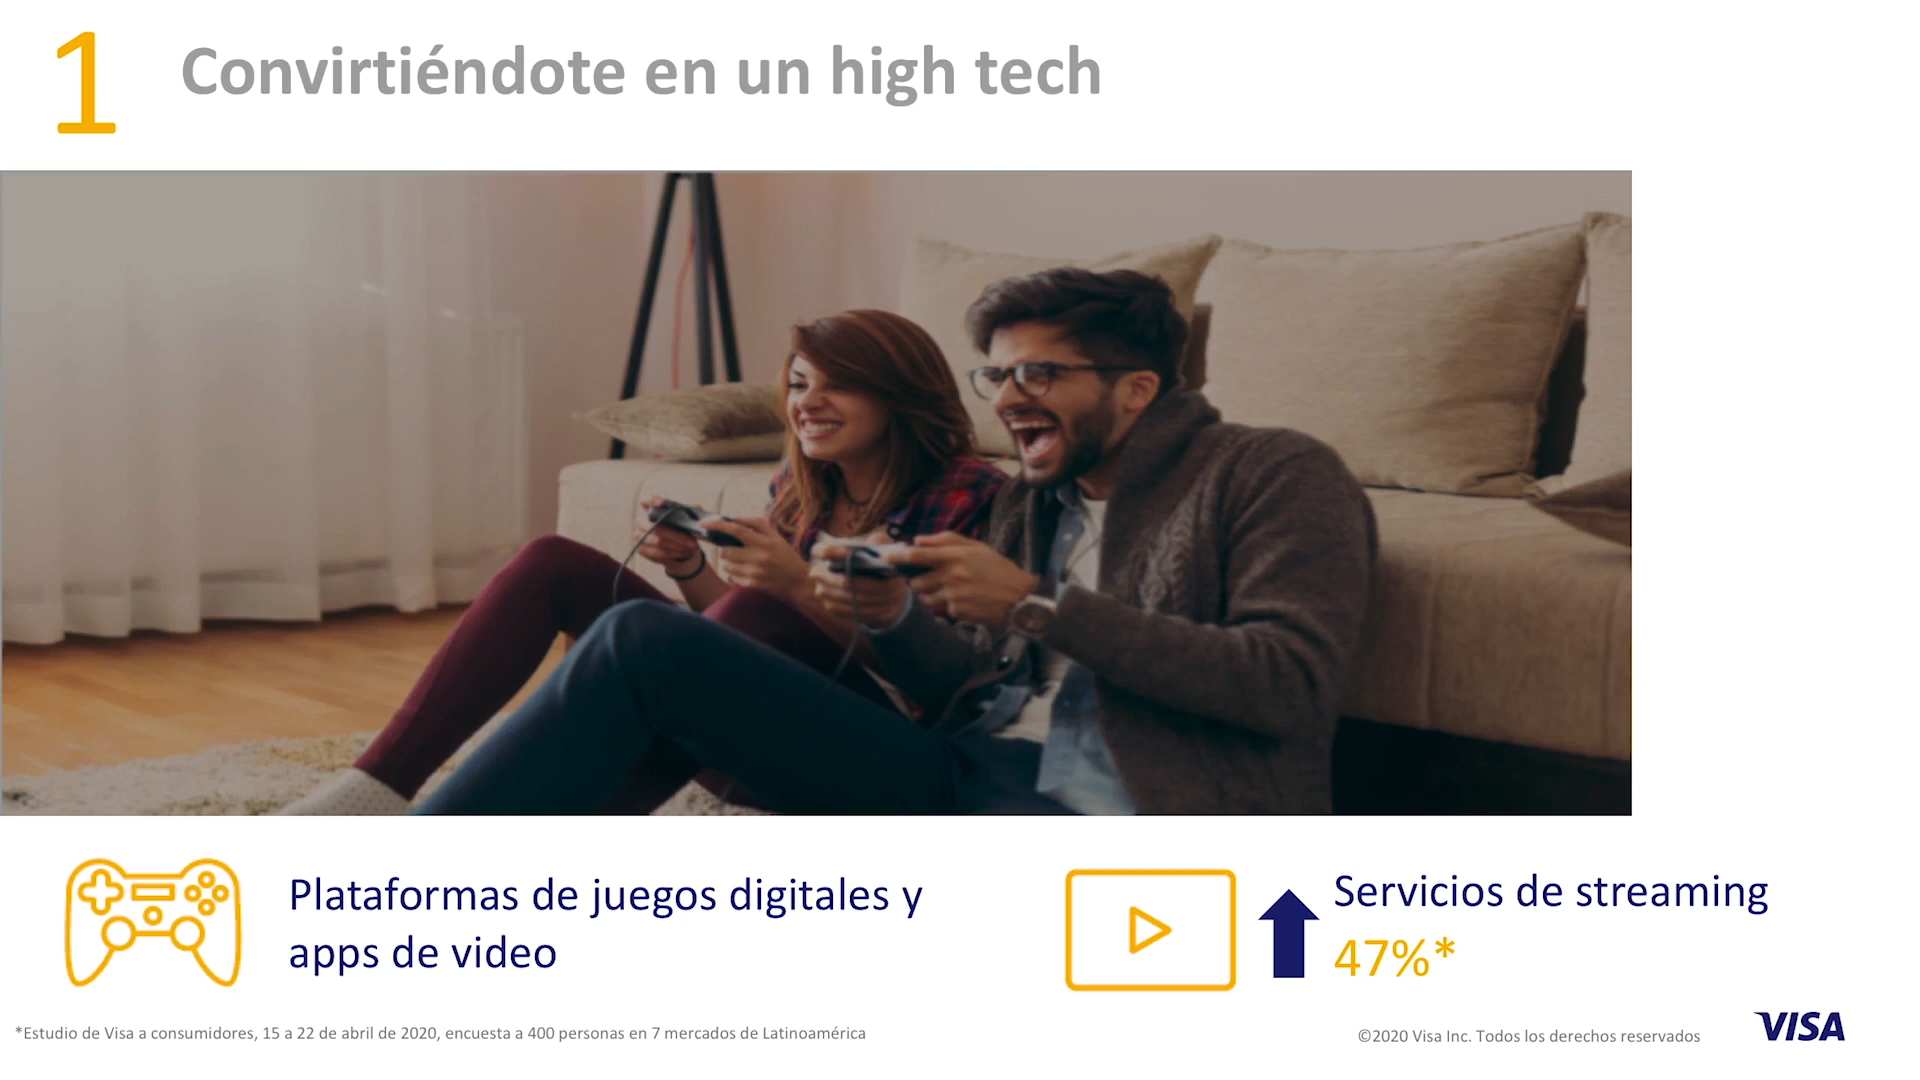 1
Convirtiéndote en un high tech
Plataformas de juegos digitales y
apps de video
Servicios de streaming
47%*
*Estudio de Visa a consumidores, 15 a 22 de abril de 2020, encuesta a 400 personas en 7 mercados de Latinoamérica
©2020 Visa Inc. Todos los derechos reservados
VISA